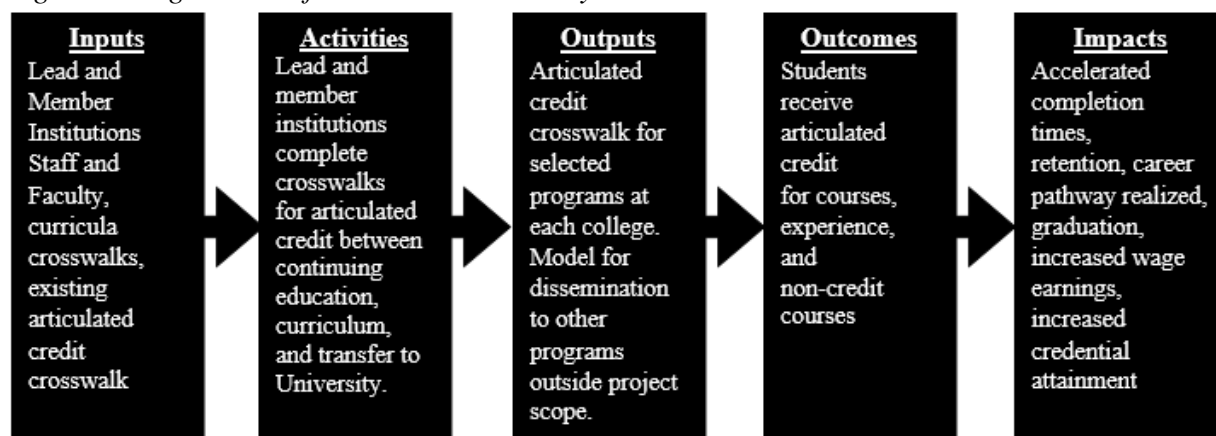 Inputs
Lead and
Member
Institutions
Staff and
Faculty,
curricula
crosswalks,
existing
articulated
credit
crosswalk
Activities
Lead and
member
institutions
complete
crosswalks
for articulated
credit between
continuing
education,
curriculum,
and transfer to
University.
Outputs
Articulated
credit
crosswalk for
selected
programs at
each college.
Model for
dissemination
to other
programs
outside project
scope.
Outcomes
Students
receive
articulated
credit
for courses,
experience,
and
non-credit
courses
Impacts
Accelerated
completion
times,
retention, career
pathway realized,
graduation,
increased wage
earnings,
increased
credential
attainment